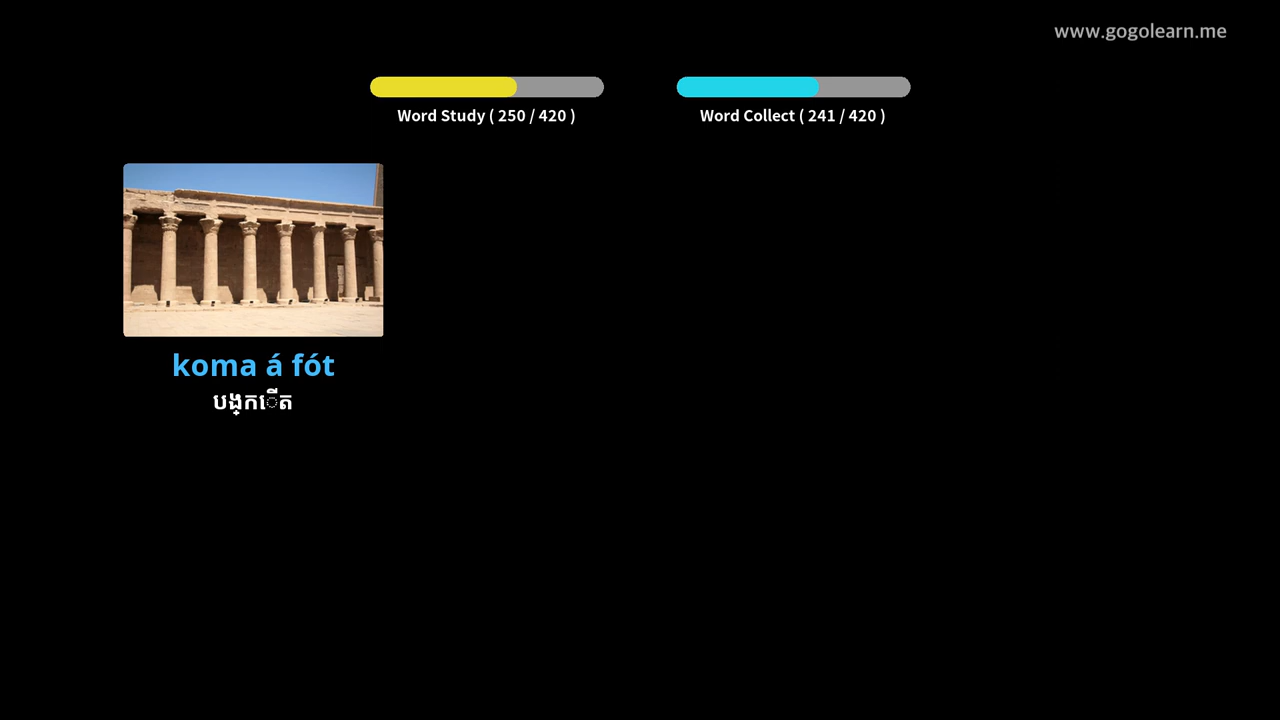 www.gogolearn.me
Word Study ( 250 / 420 )
Word Collect ( 241 / 420 )
koma á fót
បង្កើត